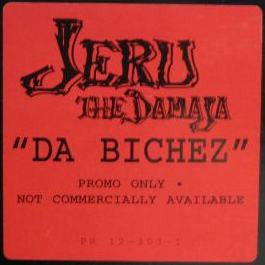 JERU
THE DAMAJA
"DA BICHEZ"
PROMO ONLY •
NOT COMMERCIALLY AVAILABLE